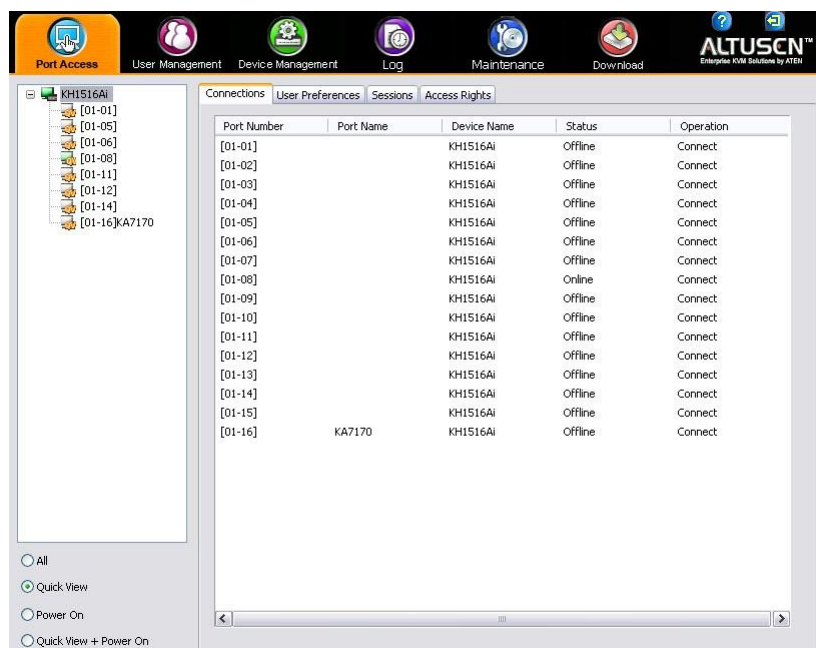 ALTUSEN™
Enterprise KVM Solutions by ATEN
Port Access User Management Device Management Log Maintenance Download
KH1516Ai
[01-01]
[01-05]
[01-06]
[01-08]
[01-11]
[01-12]
[01-14]
[01-16]KA7170
All
Quick View
Power On
Quick View + Power On
Connections User Preferences Sessions Access Rights
Port Number Port Name Device Name Status Operation
[01-01] KH1516Ai Offline Connect
[01-02] KH1516Ai Offline Connect
[01-03] KH1516Ai Offline Connect
[01-04] KH1516Ai Offline Connect
[01-05] KH1516Ai Offline Connect
[01-06] KH1516Ai Offline Connect
[01-07] KH1516Ai Offline Connect
[01-08] KH1516Ai Online Connect
[01-09] KH1516Ai Offline Connect
[01-10] KH1516Ai Offline Connect
[01-11] KH1516Ai Offline Connect
[01-12] KH1516Ai Offline Connect
[01-13] KH1516Ai Offline Connect
[01-14] KH1516Ai Offline Connect
[01-15] KH1516Ai Offline Connect
[01-16] KA7170 KH1516Ai Offline Connect